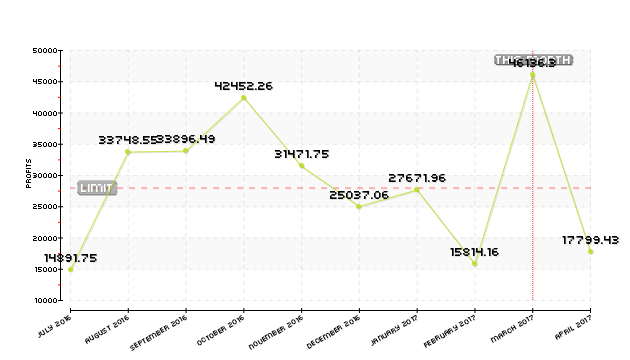 50000
THIS MONTH
46136.3
45000
42452.26
40000
35000
33748.55
33896.49
31471.75
30000
LIMIT
27671.96
25000
25037.06
PROFITS
20000
17799.43
15814.16
15000
14891.75
10000
JULY 2016
AUGUST 2016
SEPTEMBER 2016
OCTOBER 2016
NOVEMBER 2016
DECEMBER 2016
JANUARY 2017
FEBRUARY 2017
MARCH 2017
APRIL 2017